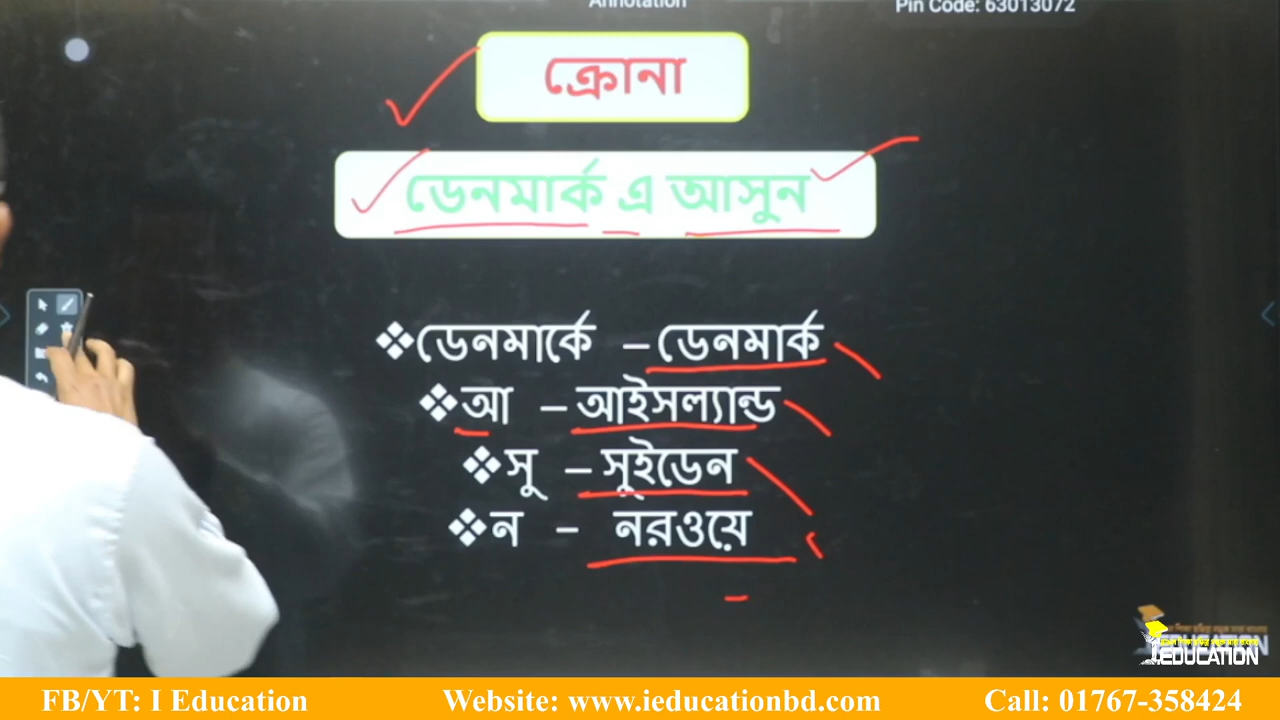 Annotation
Pin Code: 63013072
ক্রোনা
ডেনমার্ক এ আসুন
❖ডেনমার্কে –ডেনমার্ক
❖আ – আইসল্যান্ড
❖সু – সুইডেন
❖ন – নরওয়ে
EDUCATION
IEDUCATION
FB/YT: I Education
Website: www.ieducationbd.com
Call: 01767-358424